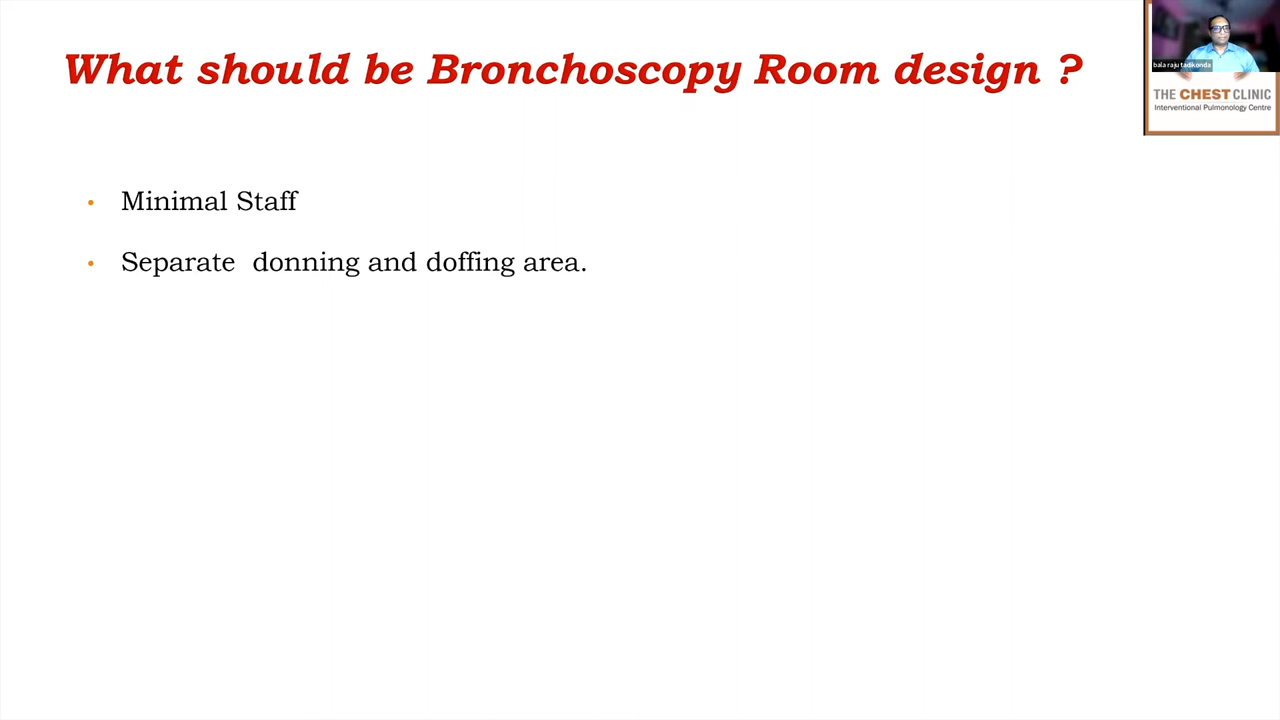 What should be Bronchoscopy Room design ?
bala raju tadikonda
THE CHEST CLINIC
Interventional Pulmonology Centre
• Minimal Staff
• Separate donning and doffing area.